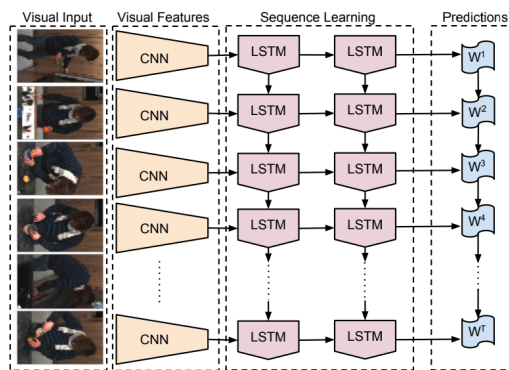 Visual Input Visual Features Sequence Learning Predictions
CNN LSTM LSTM W1
CNN LSTM LSTM W2
CNN LSTM LSTM W3
CNN LSTM LSTM W4
CNN LSTM LSTM WT